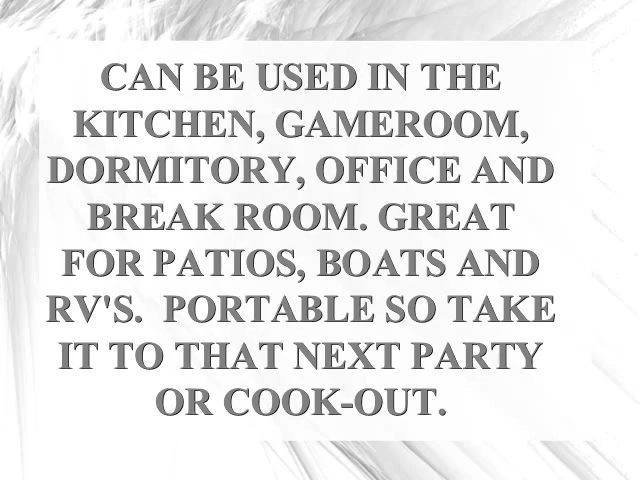 CAN BE USED IN THE
KITCHEN, GAMEROOM,
DORMITORY, OFFICE AND
BREAK ROOM. GREAT
FOR PATIOS, BOATS AND
RV'S.  PORTABLE SO TAKE
IT TO THAT NEXT PARTY
OR COOK-OUT.